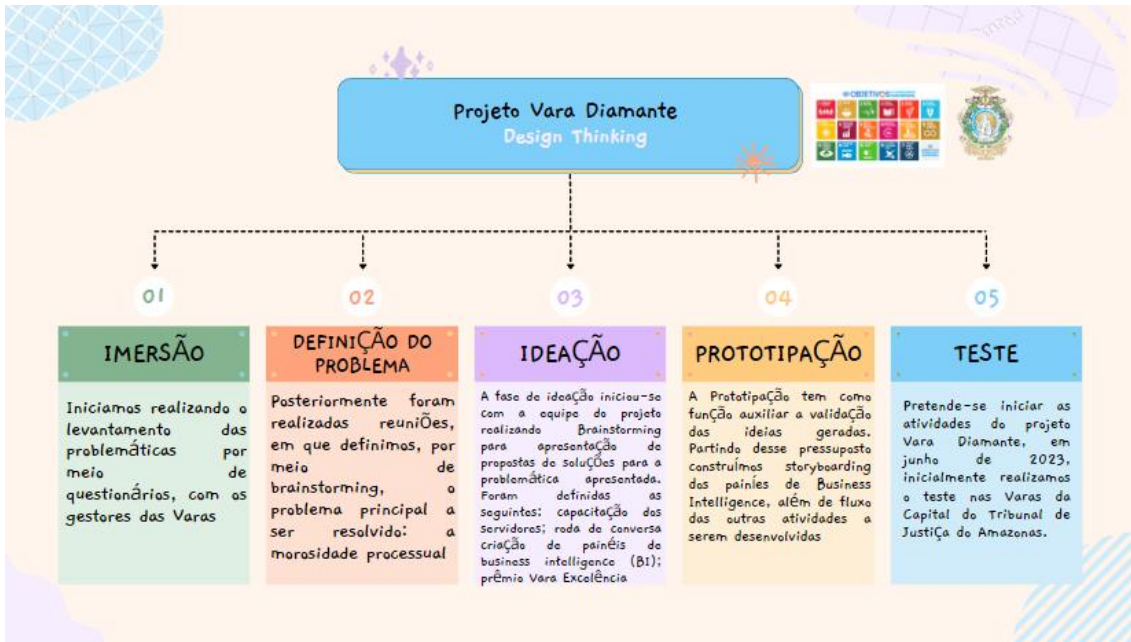 Projeto Vara Diamante
Design Thinking
OBJETIVOS
01
IMERSÃO
Iniciamos realizando o
levantamento das
problemáticas por
meio de
questionários, com os
gestores das Varas
02
DEFINIÇÃO DO
PROBLEMA
Posteriormente foram
realizadas reuniÕes,
em que definimos, por
meio de
brainstorming, o
problema principal a
ser resolvido: a
morosidade processual
03
IDEAÇÃO
A fase de ideaÇÃo iniciou-se
com a equipe do projeto
realizando Brainstorming
para apresentaÇÃo de
propostas de soluÇÕes para a
problemática apresentada.
Foram definidas as
seguintes: capacitaÇÃo dos
servidores; roda de conversa
criaÇÃo de painéis de
business intelligence (BI);
prêmio Vara Excelência
04
PROTOTIPAÇÃO
A PrototipaÇÃo tem como
funÇÃo auxiliar a validaÇÃo
das ideias geradas.
Partindo desse pressuposto
construímos storyboarding
dos painíes de Business
Intelligence, além de fluxo
das outras atividades a
serem desenvolvidas
05
TESTE
Pretende-se iniciar as
atividades do projeto
Vara Diamante, em
junho de 2023,
inicialmente realizamos
o teste nas Varas da
Capital do Tribunal de
Justiça do Amazonas.